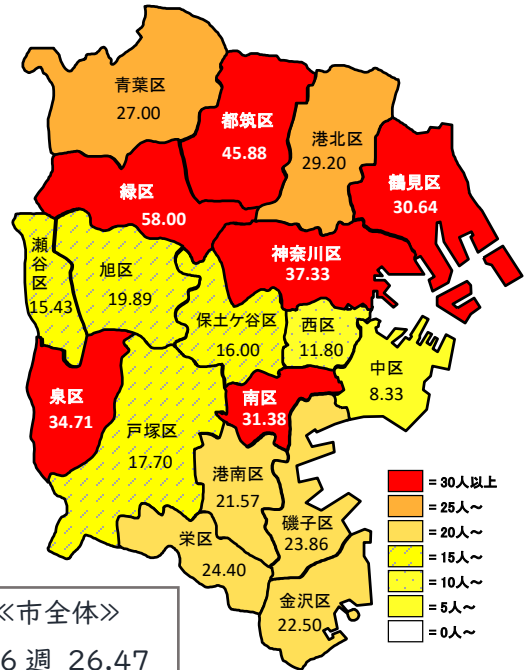 青葉区
27.00
都筑区
45.88
港北区
29.20
鶴見区
30.64
緑区
58.00
神奈川区
37.33
瀬谷区
15.43
旭区
19.89
保土ケ谷区
16.00
西区
11.80
中区
8.33
泉区
34.71
戸塚区
17.70
南区
31.38
港南区
21.57
磯子区
23.86
栄区
24.40
金沢区
22.50
= 30人以上
= 25人～
= 20人～
= 15人～
= 10人～
= 5人～
= 0人～
≪市全体≫
6週 26.47